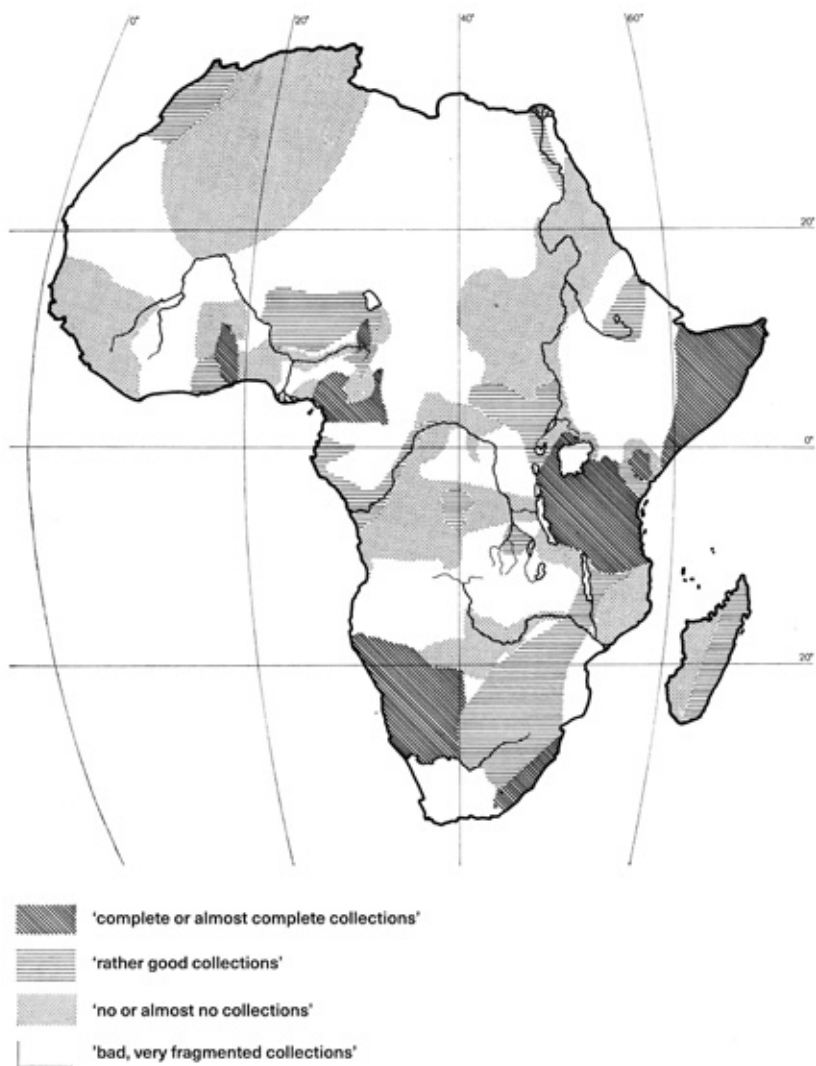 0°
20°
40°
60°
20°
0°
20°
'complete or almost complete collections'
'rather good collections'
'no or almost no collections'
'bad, very fragmented collections'